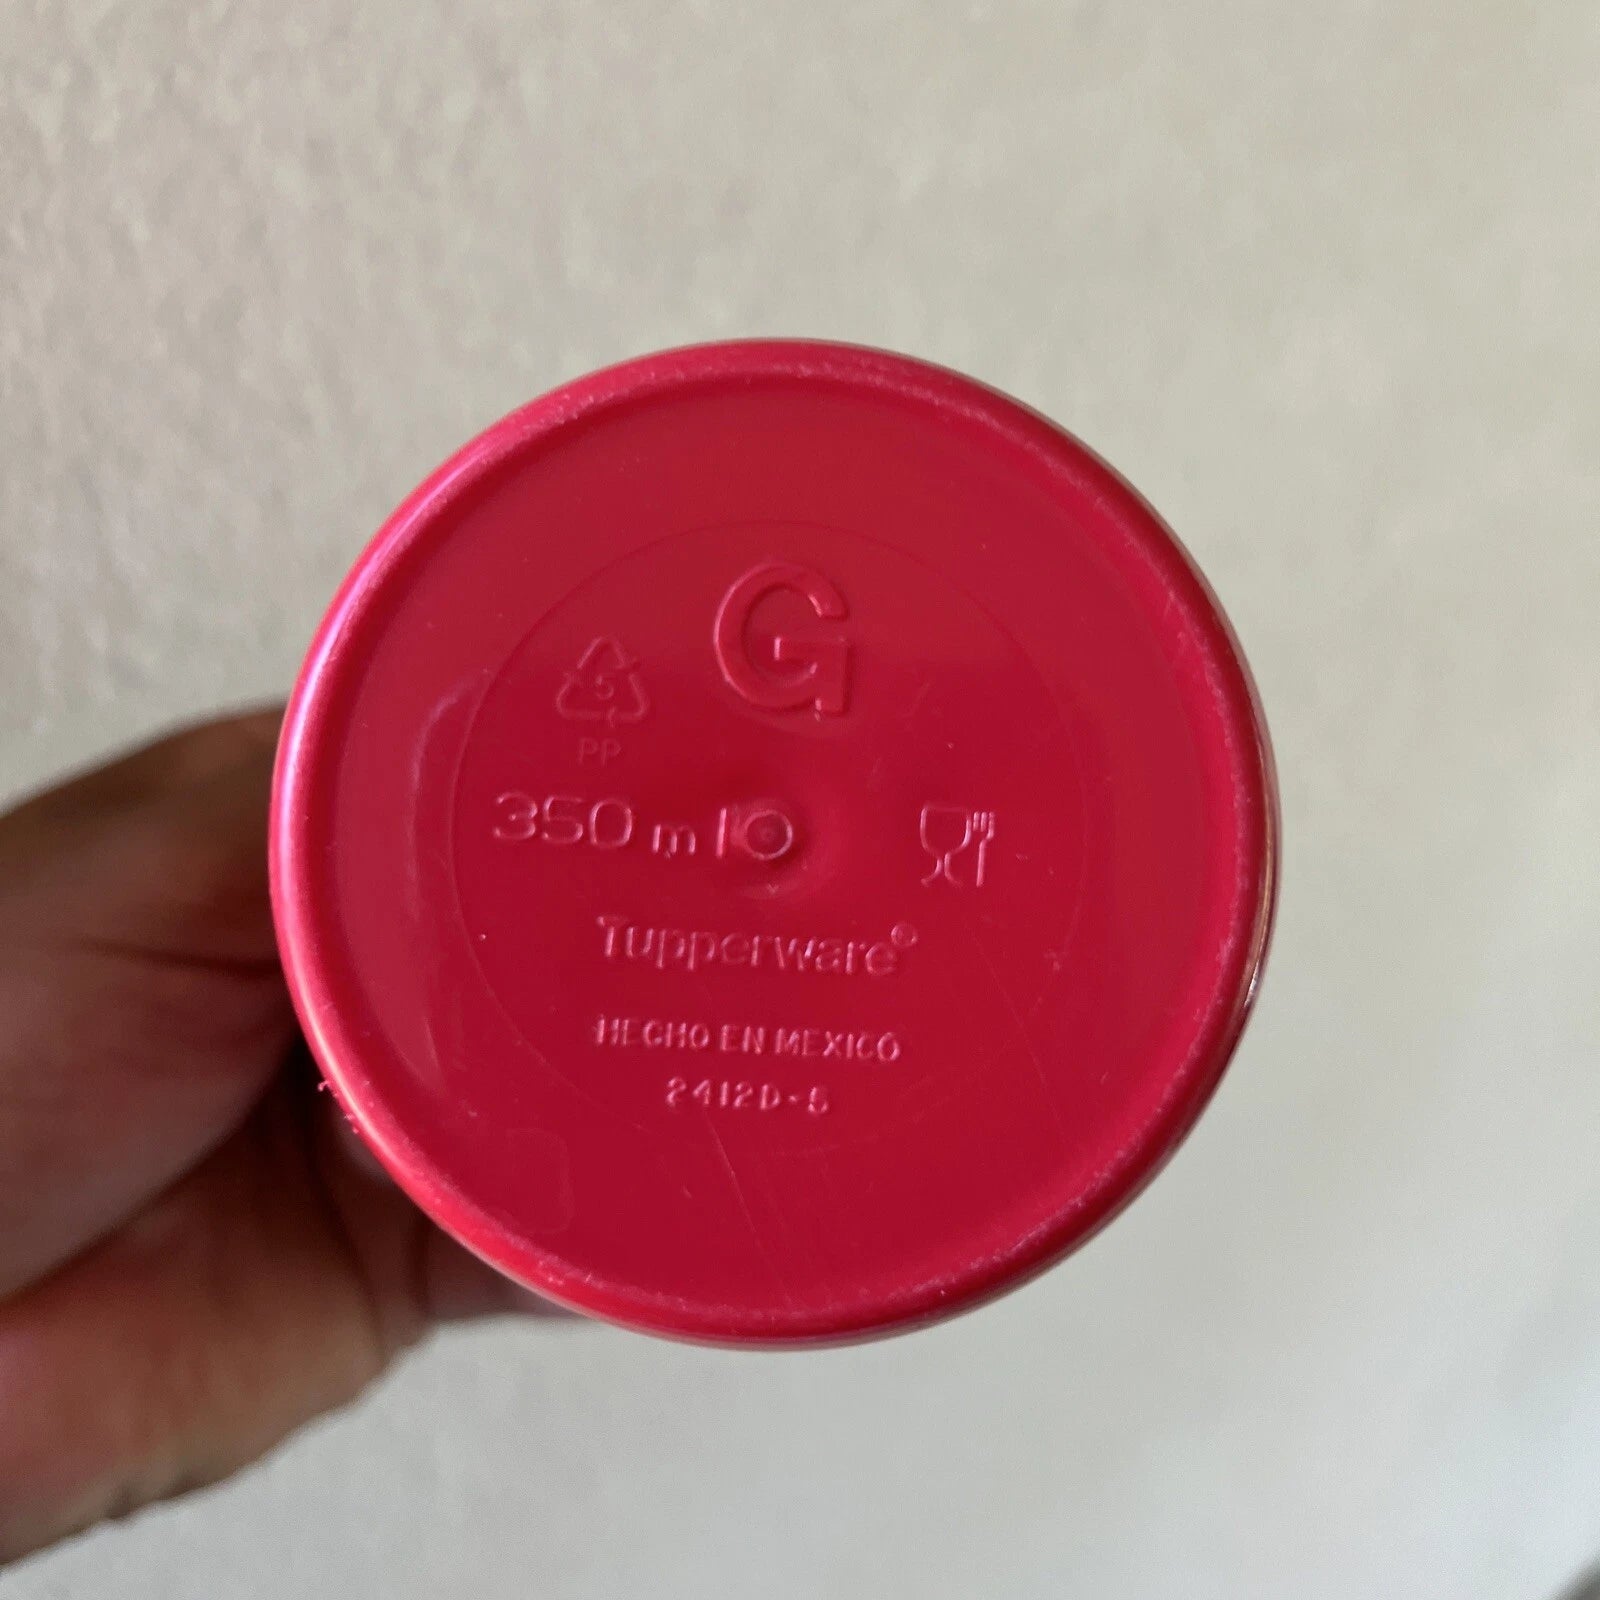 G
5
PP
350 ml
Tupperware®
HECHO EN MEXICO
2412D-5